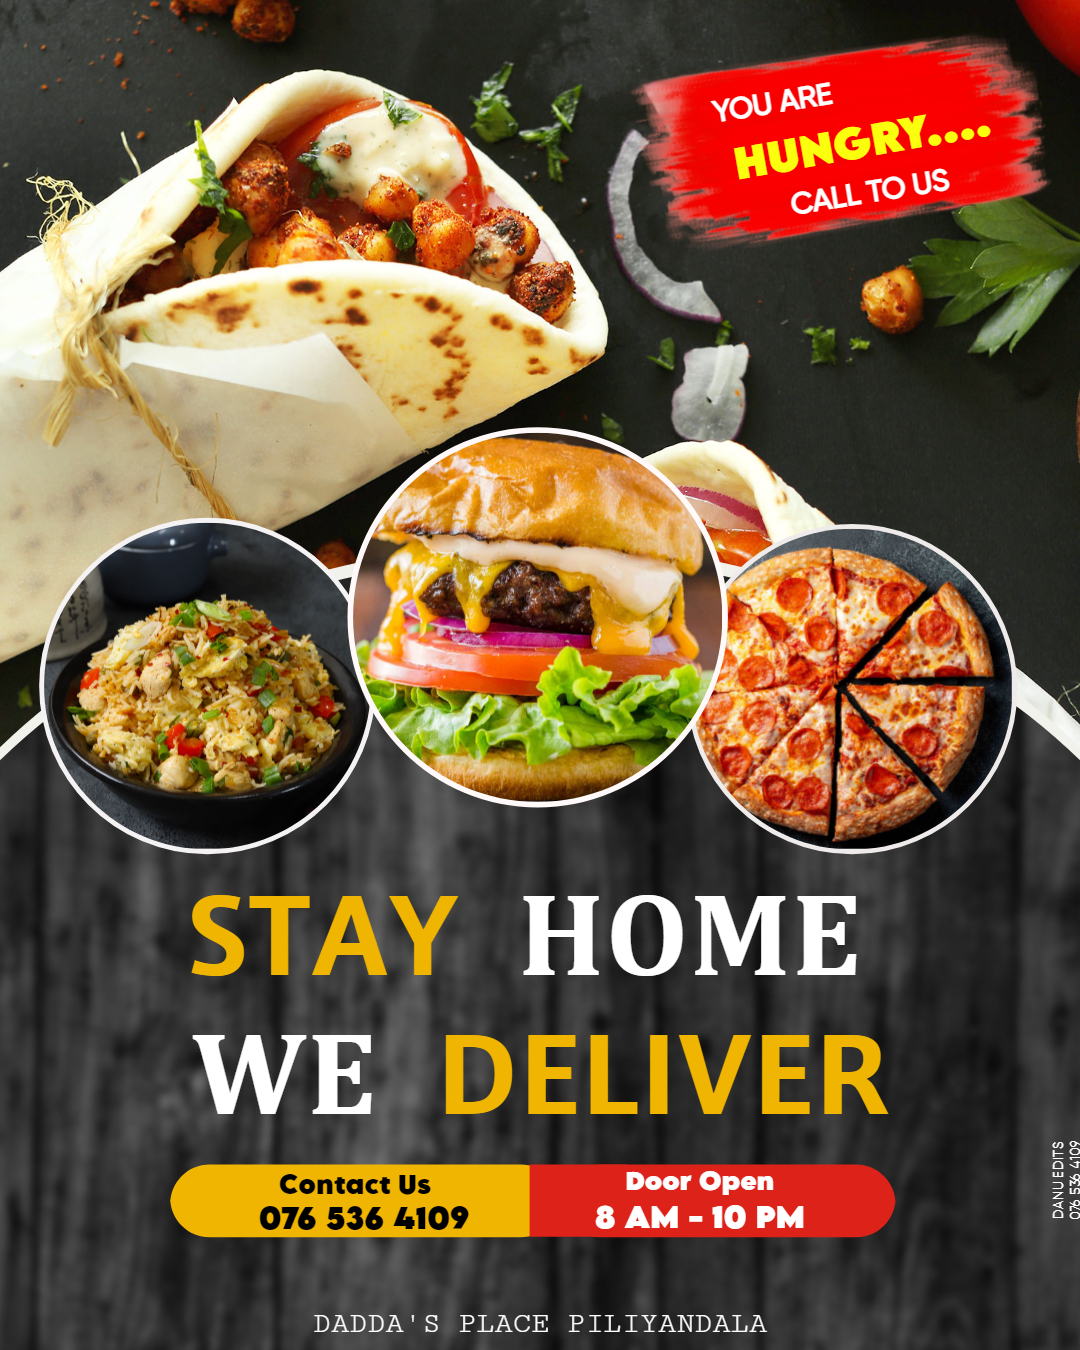 YOU ARE
HUNGRY....
CALL TO US
STAY HOME
WE DELIVER
Contact Us
076 536 4109
Door Open
8 AM - 10 PM
DANU EDITS
076 536 4109
DADDA'S PLACE PILIYANDALA